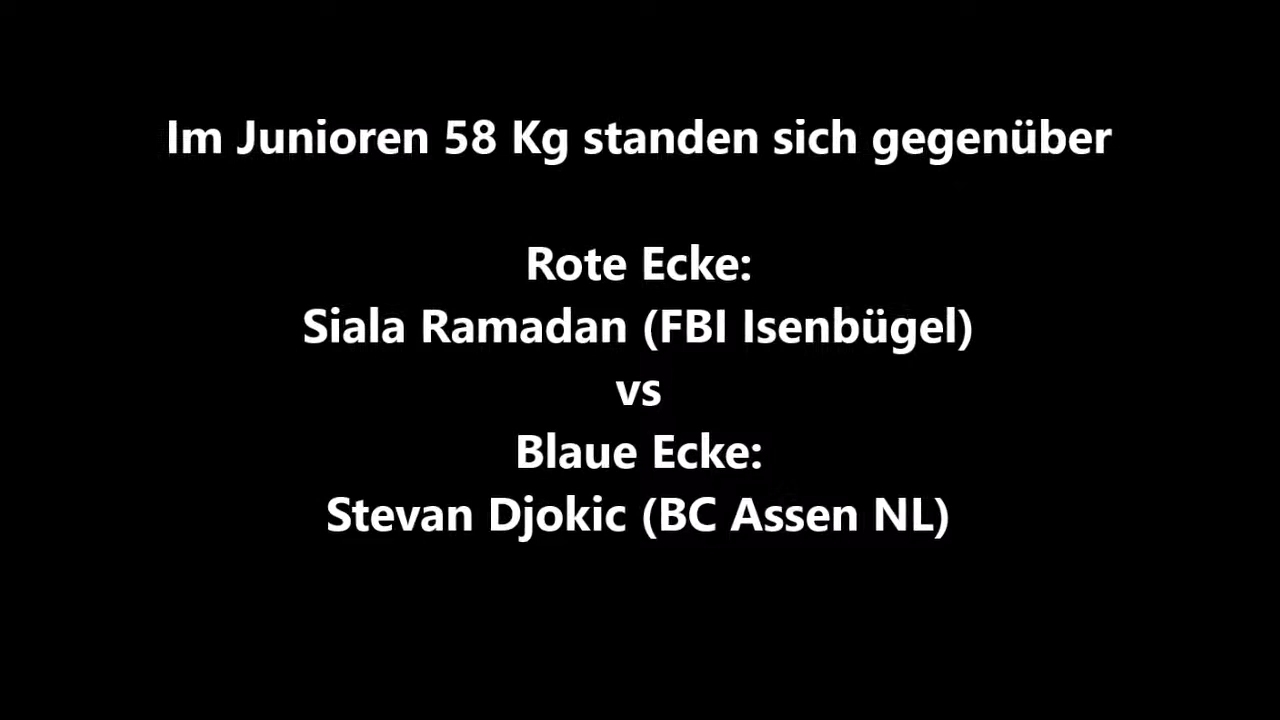 Im Junioren 58 Kg standen sich gegenüber
Rote Ecke:
Siala Ramadan (FBI Isenbügel)
vs
Blaue Ecke:
Stevan Djokic (BC Assen NL)